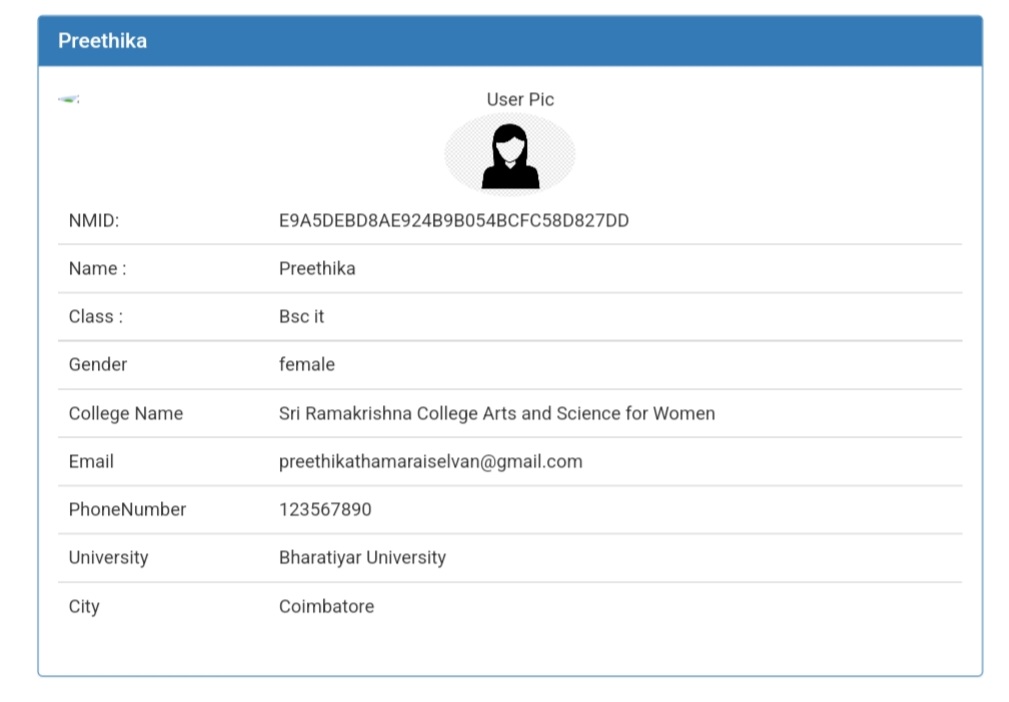 Preethika
User Pic
NMID: E9A5DEBD8AE924B9B054BCFC58D827DD
Name : Preethika
Class : Bsc it
Gender female
College Name Sri Ramakrishna College Arts and Science for Women
Email preethikathamaraiselvan@gmail.com
PhoneNumber 123567890
University Bharatiyar University
City Coimbatore